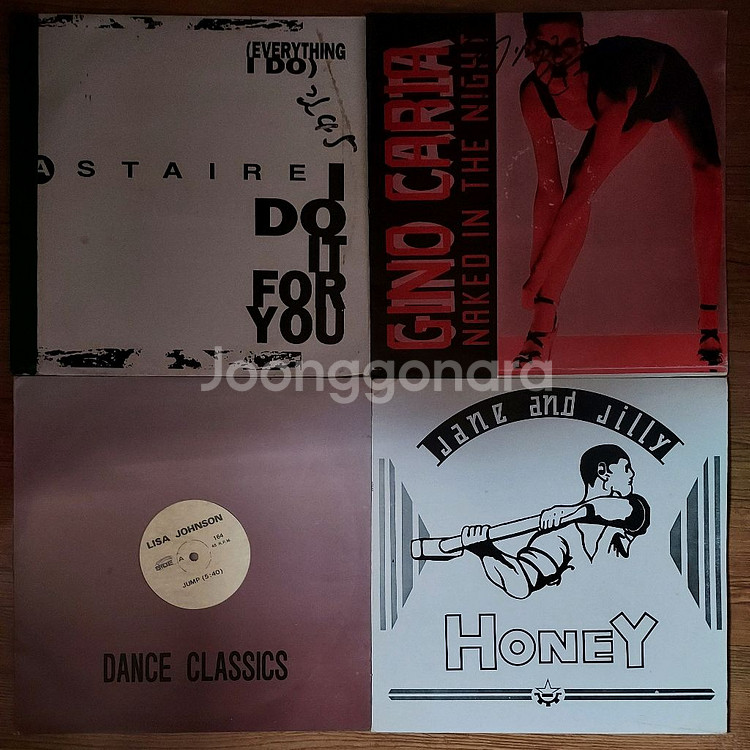 (EVERYTHING
I DO)
ASTAIRE
I
DO
IT
FOR
YOU
GINO CARIA
NAKED IN THE NIGHT
Joonggonara
Jane and Jilly
LISA JOHNSON
A
164
45 R.P.M.
JUMP (5:40)
DANCE CLASSICS
HONEY